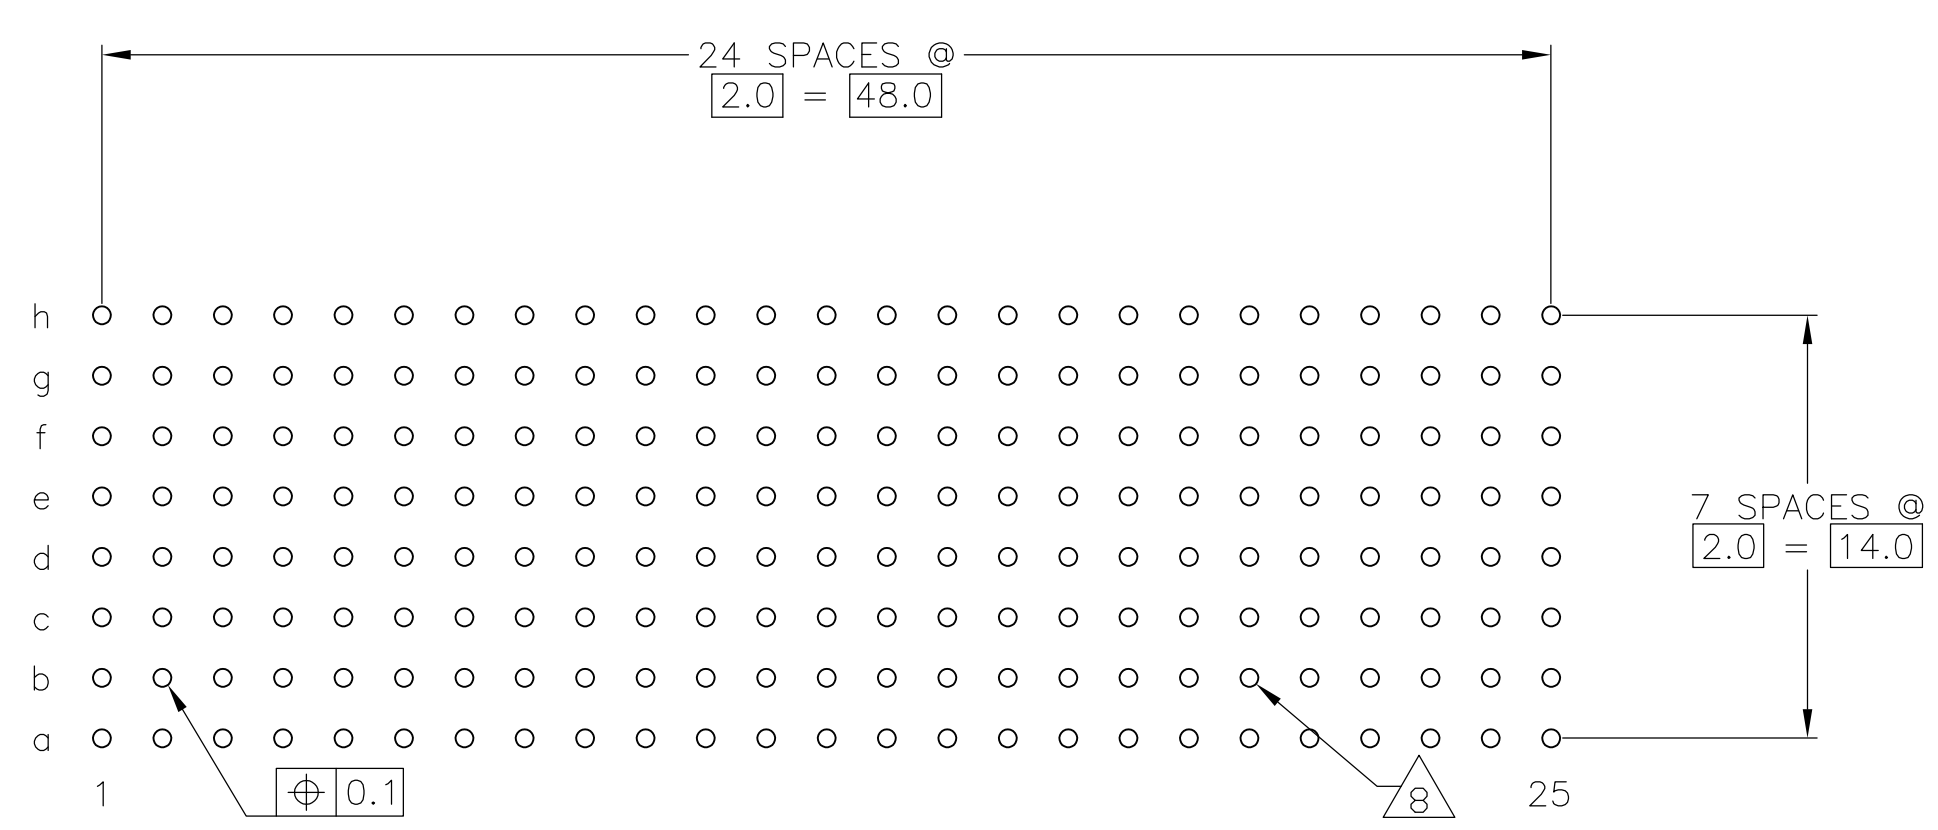 24 SPACES @
2.0 = 48.0
h
g
f
e
7 SPACES @
2.0 = 14.0
d
c
b
a
1
⌖ 0.1
8
25